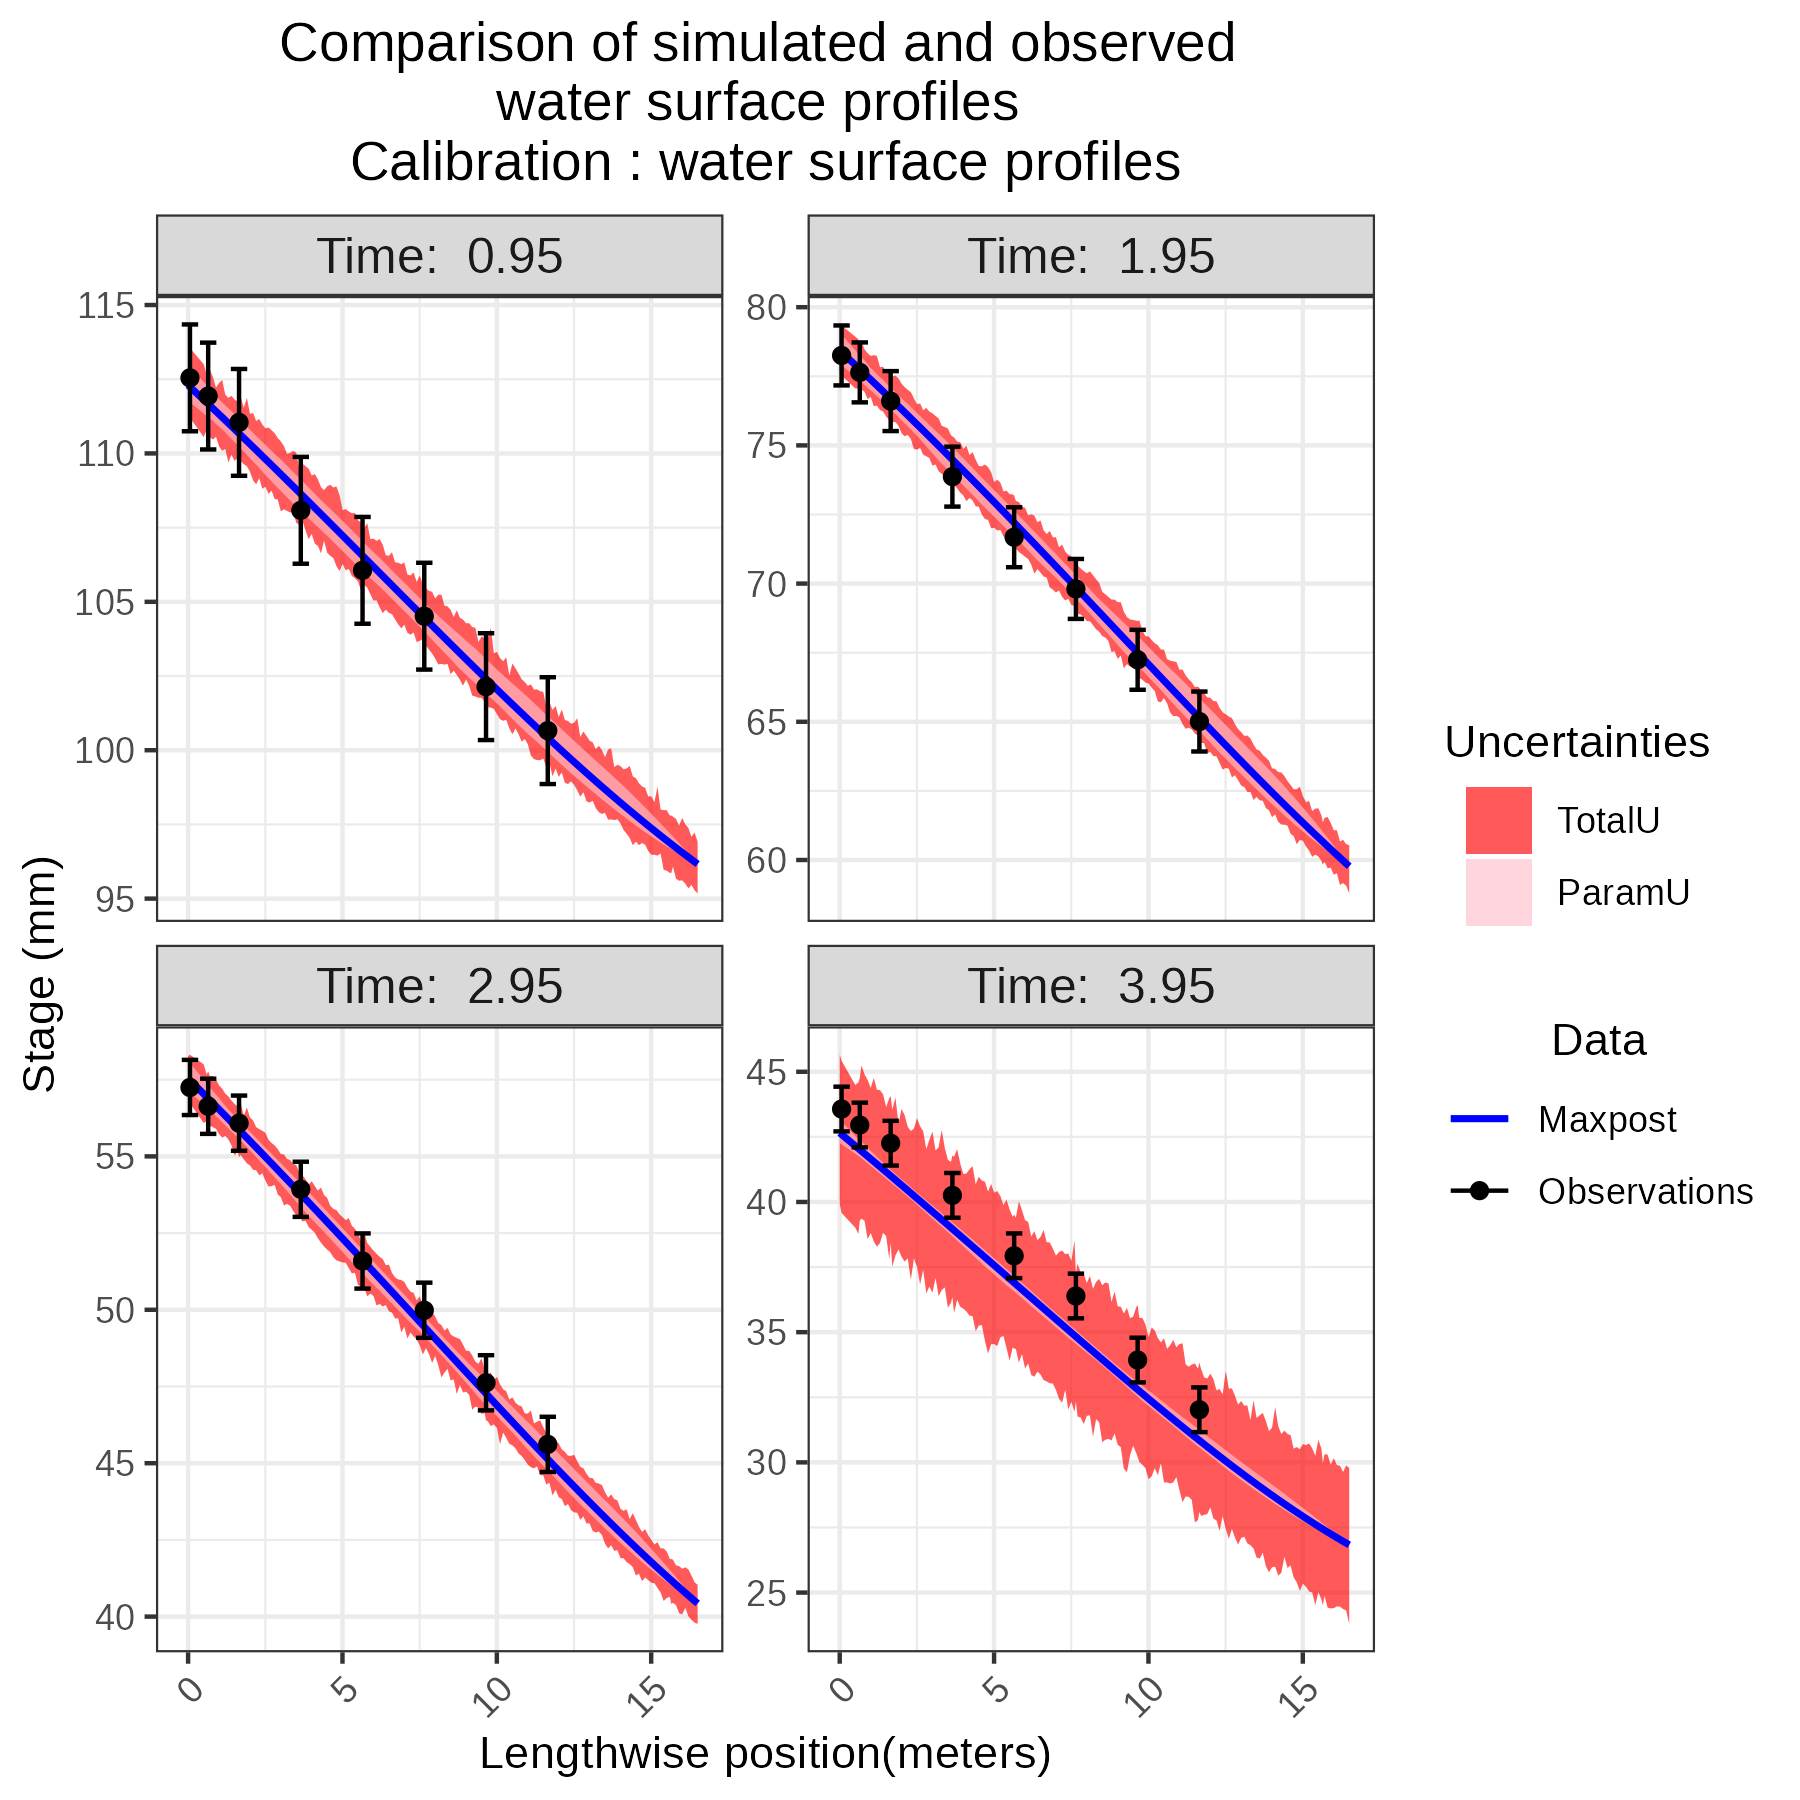 Comparison of simulated and observed
water surface profiles
Calibration : water surface profiles
Time:  0.95
Time:  1.95
115
110
105
100
95
80
75
70
65
60
Time:  2.95
Time:  3.95
55
50
45
40
45
40
35
30
25
0 5 10 15
0 5 10 15
Stage (mm)
Lengthwise position(meters)
Uncertainties
TotalU
ParamU
Data
Maxpost
Observations